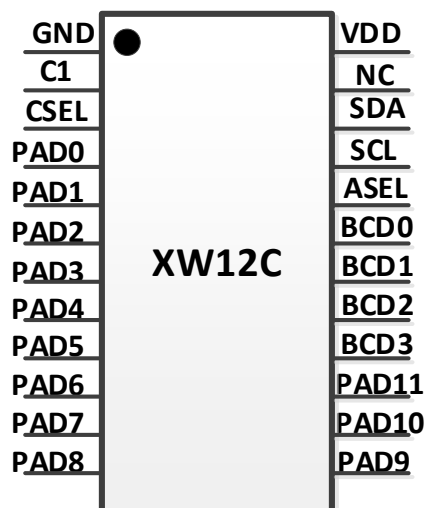 GND VDD
C1 NC
CSEL SDA
PAD0 SCL
PAD1 ASEL
PAD2 BCD0
PAD3 BCD1
XW12C
PAD4 BCD2
PAD5 BCD3
PAD6 PAD11
PAD7 PAD10
PAD8 PAD9